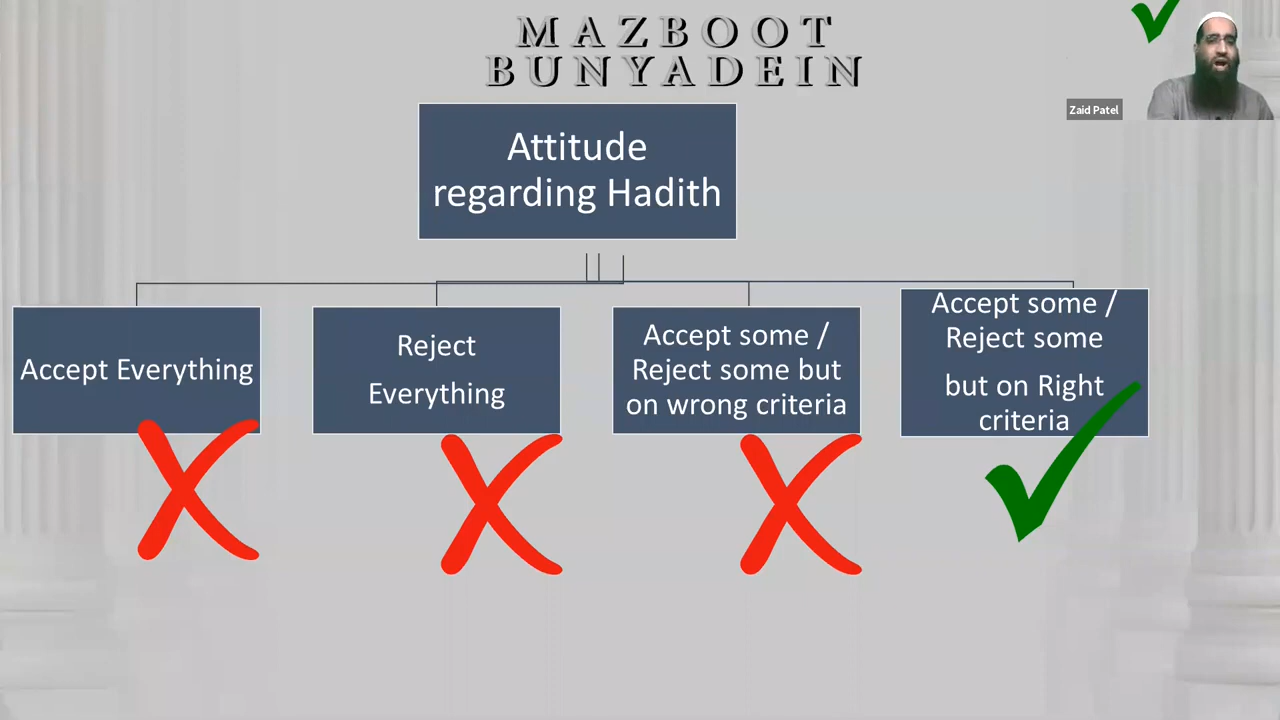 MAZBOOT
BUNYADEIN
Zaid Patel
Attitude
regarding Hadith
Accept Everything
Reject
Everything
Accept some /
Reject some but
on wrong criteria
Accept some /
Reject some
but on Right
criteria